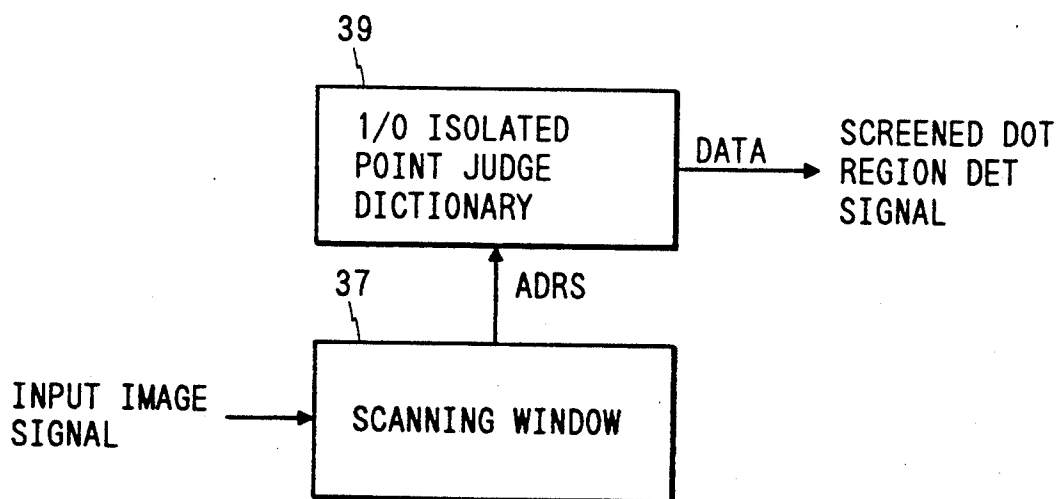 39
1/0 ISOLATED
POINT JUDGE
DICTIONARY
DATA
SCREENED DOT
REGION DET
SIGNAL
ADRS
37
INPUT IMAGE
SIGNAL
SCANNING WINDOW